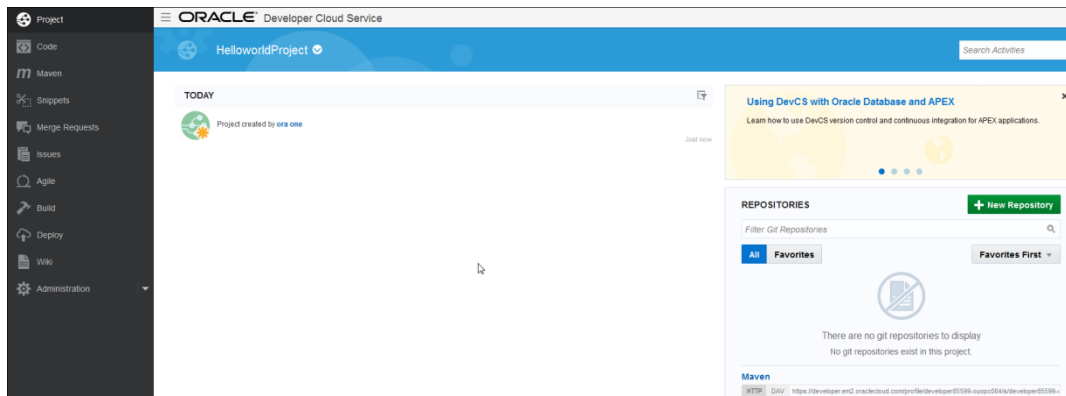 Project
Code
Maven
Snippets
Merge Requests
Issues
Agile
Build
Deploy
Wiki
Administration
ORACLE® Developer Cloud Service
HelloworldProject
Search Activities
TODAY
Project created by ora one
Just now
Using DevCS with Oracle Database and APEX
Learn how to use DevCS version control and continuous integration for APEX applications.
REPOSITORIES
New Repository
Filter Git Repositories
All Favorites
Favorites First
There are no git repositories to display
No git repositories exist in this project.
Maven
HTTP DAV